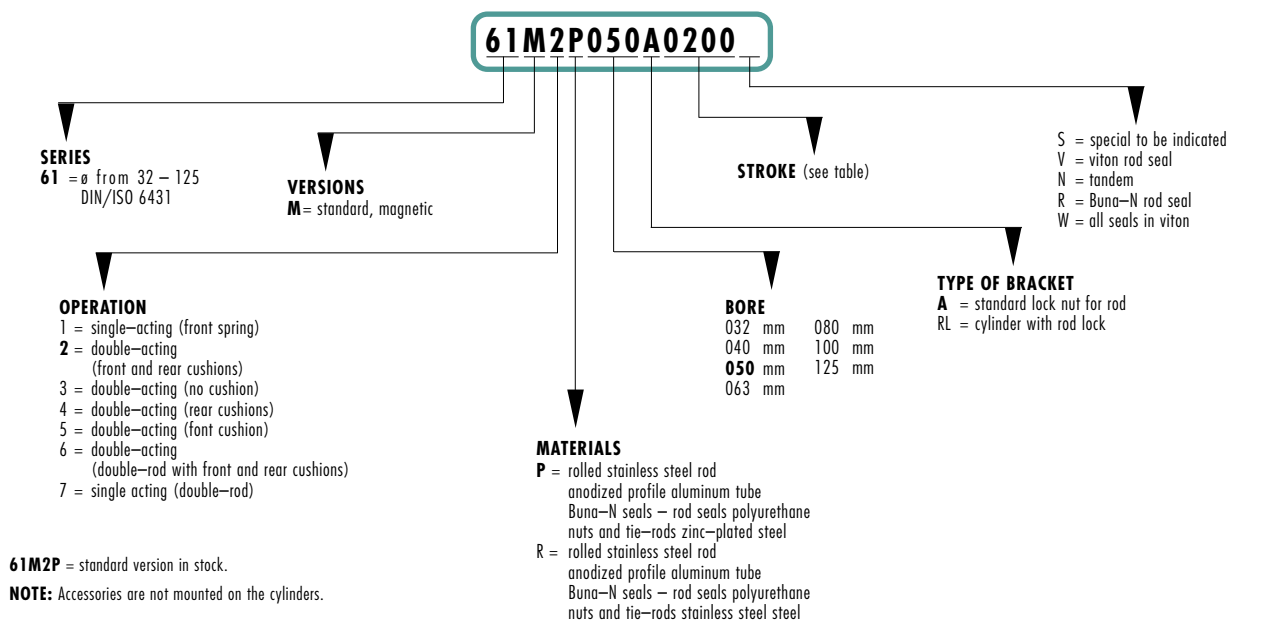 61M2P050A0200
SERIES
61 =ø from 32 – 125
DIN/ISO 6431
VERSIONS
M= standard, magnetic
STROKE (see table)
S = special to be indicated
V = viton rod seal
N = tandem
R = Buna–N rod seal
W = all seals in viton
OPERATION
1 = single–acting (front spring)
2 = double–acting
(front and rear cushions)
3 = double–acting (no cushion)
4 = double–acting (rear cushions)
5 = double–acting (font cushion)
6 = double–acting
(double–rod with front and rear cushions)
7 = single acting (double–rod)
BORE
032 mm 080 mm
040 mm 100 mm
050 mm 125 mm
063 mm
TYPE OF BRACKET
A = standard lock nut for rod
RL = cylinder with rod lock
MATERIALS
P = rolled stainless steel rod
anodized profile aluminum tube
Buna–N seals – rod seals polyurethane
nuts and tie–rods zinc–plated steel
R = rolled stainless steel rod
anodized profile aluminum tube
Buna–N seals – rod seals polyurethane
nuts and tie–rods stainless steel steel
61M2P = standard version in stock.
NOTE: Accessories are not mounted on the cylinders.